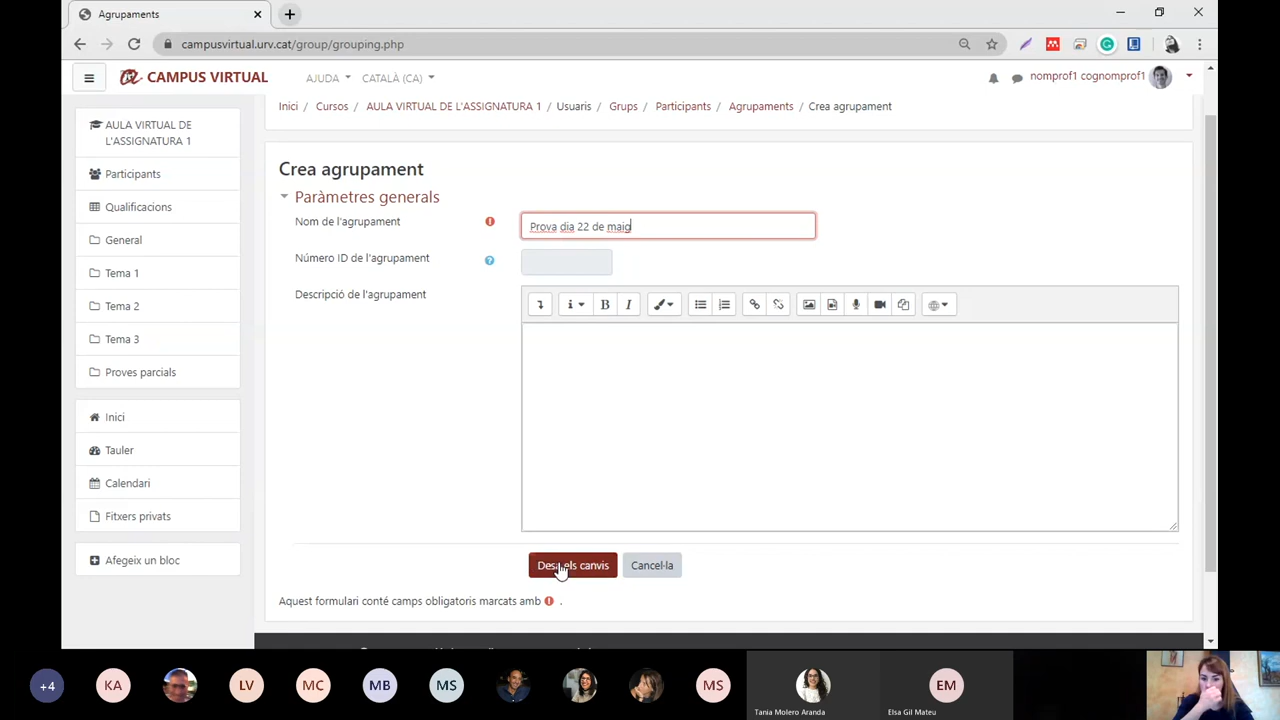 Agrupaments
campusvirtual.urv.cat/group/grouping.php
CAMPUS VIRTUAL
AJUDA
CATALÀ (CA)
nomprof1 cognomprof1
Inici / Cursos / AULA VIRTUAL DE L'ASSIGNATURA 1 / Usuaris / Grups / Participants / Agrupaments / Crea agrupament
AULA VIRTUAL DE
L'ASSIGNATURA 1
Participants
Qualificacions
General
Tema 1
Tema 2
Tema 3
Proves parcials
Inici
Tauler
Calendari
Fitxers privats
Afegeix un bloc
Crea agrupament
Paràmetres generals
Nom de l'agrupament
Prova dia 22 de maig
Número ID de l'agrupament
Descripció de l'agrupament
B I
Desa els canvis
Cancel·la
Aquest formulari conté camps obligatoris marcats amb .
+4
KA
LV
MC
MB
MS
MS
Tania Molero Aranda
EM
Elsa Gil Mateu